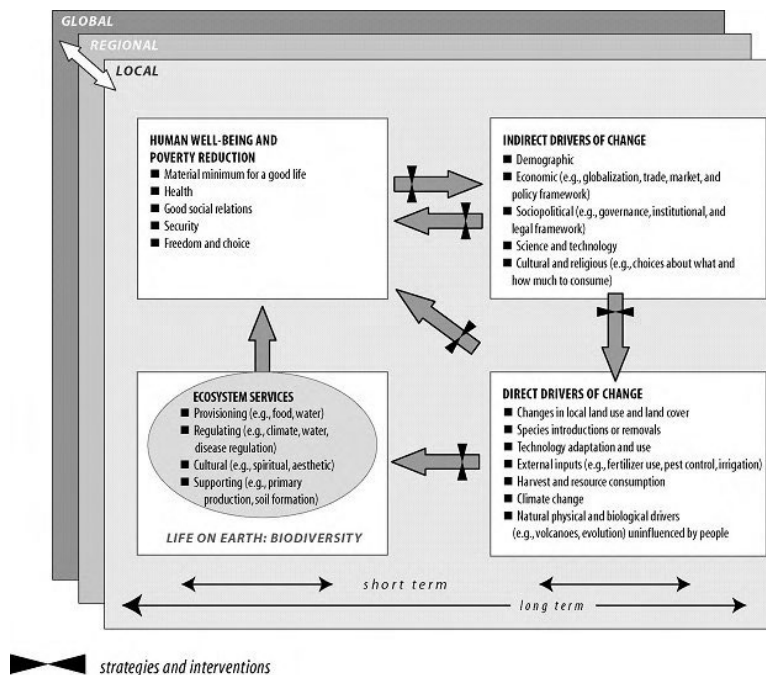 GLOBAL
REGIONAL
LOCAL
HUMAN WELL-BEING AND
POVERTY REDUCTION
■ Material minimum for a good life
■ Health
■ Good social relations
■ Security
■ Freedom and choice
INDIRECT DRIVERS OF CHANGE
■ Demographic
■ Economic (e.g., globalization, trade, market, and
policy framework)
■ Sociopolitical (e.g., governance, institutional, and
legal framework)
■ Science and technology
■ Cultural and religious (e.g., choices about what and
how much to consume)
ECOSYSTEM SERVICES
■ Provisioning (e.g., food, water)
■ Regulating (e.g., climate, water,
disease regulation)
■ Cultural (e.g., spiritual, aesthetic)
■ Supporting (e.g., primary
production, soil formation)
LIFE ON EARTH: BIODIVERSITY
DIRECT DRIVERS OF CHANGE
■ Changes in local land use and land cover
■ Species introductions or removals
■ Technology adaptation and use
■ External inputs (e.g., fertilizer use, pest control, irrigation)
■ Harvest and resource consumption
■ Climate change
■ Natural physical and biological drivers
(e.g., volcanoes, evolution) uninfluenced by people
short term
long term
strategies and interventions